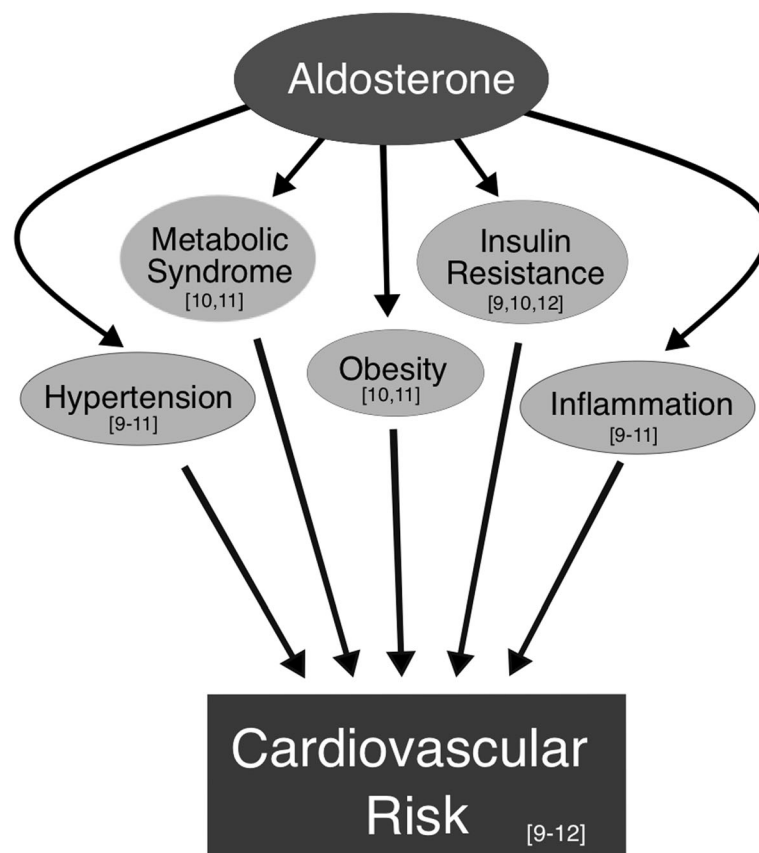 Aldosterone
Metabolic
Syndrome
[10,11]
Insulin
Resistance
[9,10,12]
Hypertension
[9-11]
Obesity
[10,11]
Inflammation
[9-11]
Cardiovascular
Risk
[9-12]